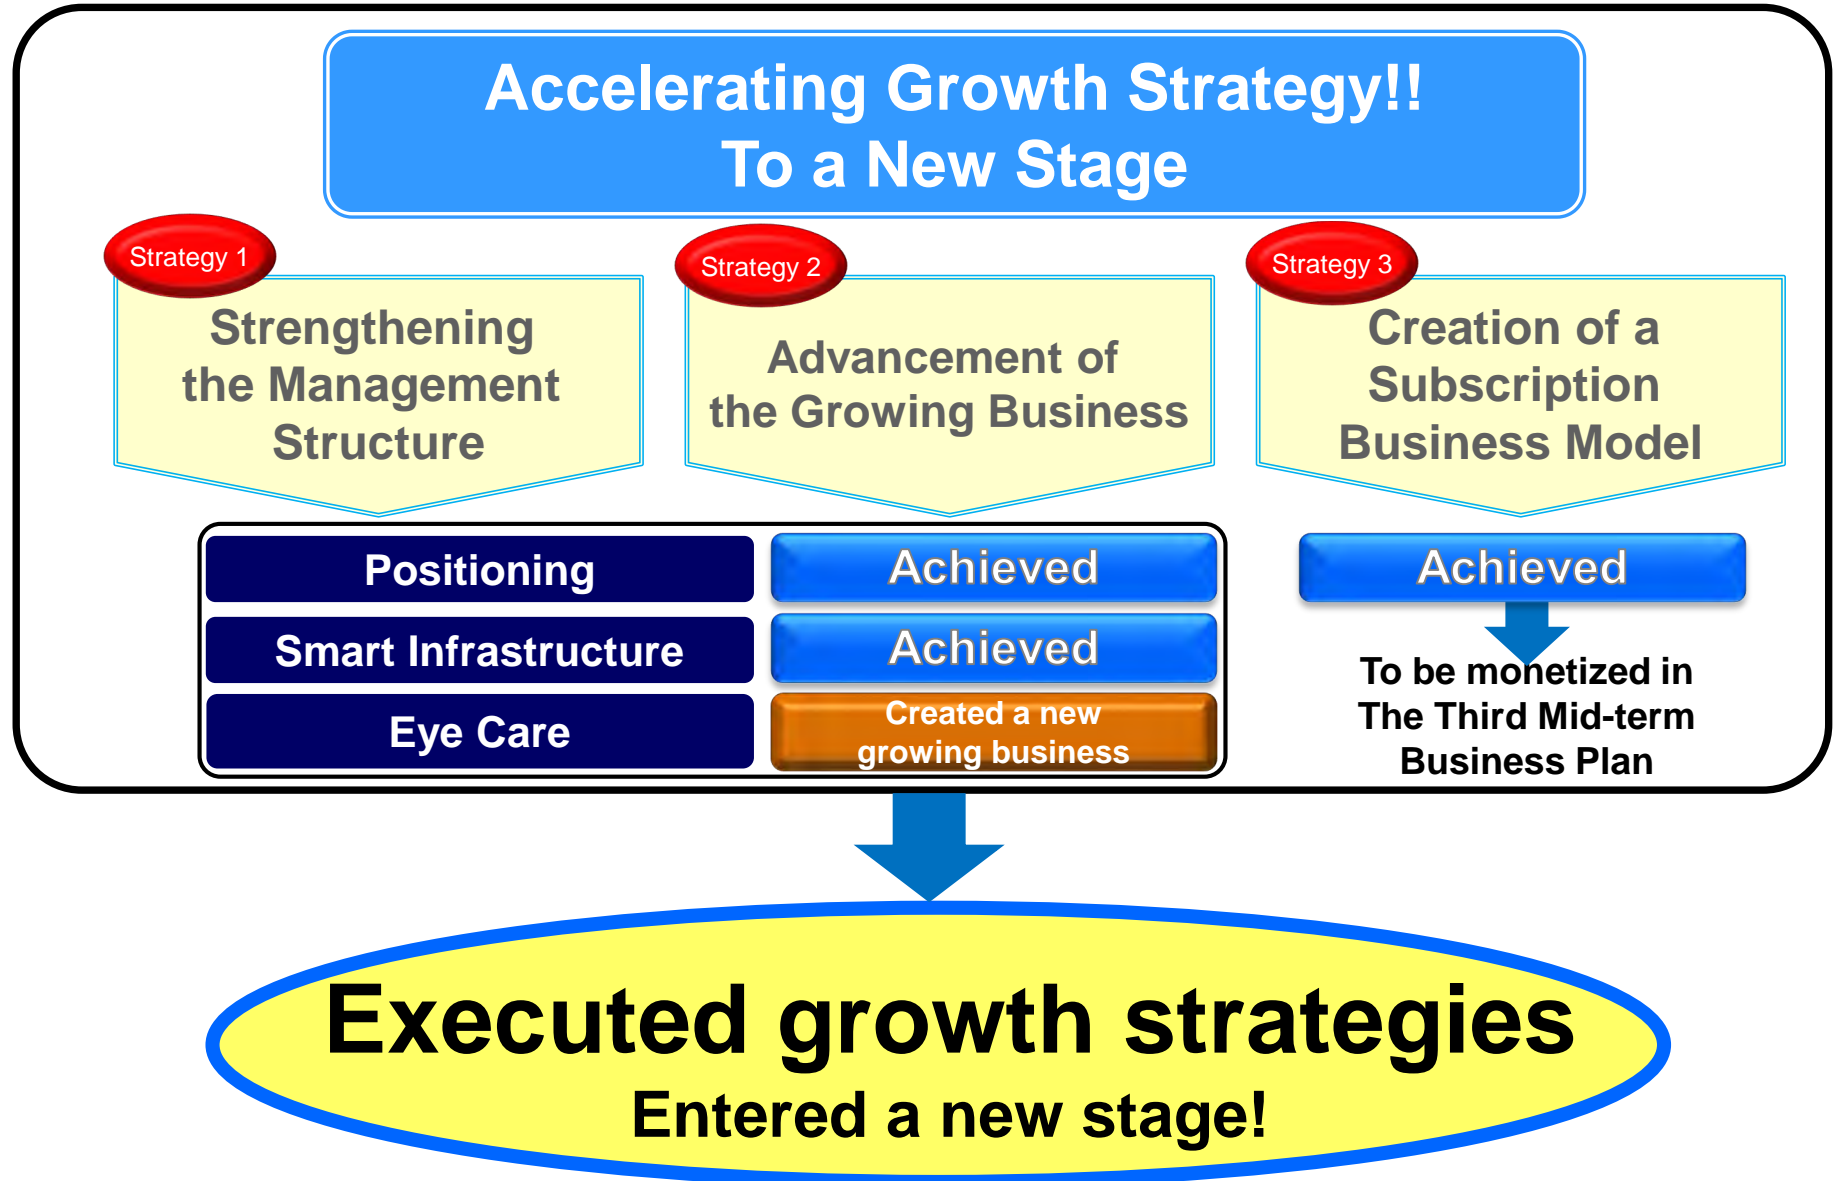 Accelerating Growth Strategy!!
To a New Stage
Strategy 1
Strengthening
the Management
Structure
Strategy 2
Advancement of
the Growing Business
Strategy 3
Creation of a
Subscription
Business Model
Positioning
Achieved
Smart Infrastructure
Achieved
Eye Care
Created a new
growing business
Achieved
To be monetized in
The Third Mid-term
Business Plan
Executed growth strategies
Entered a new stage!